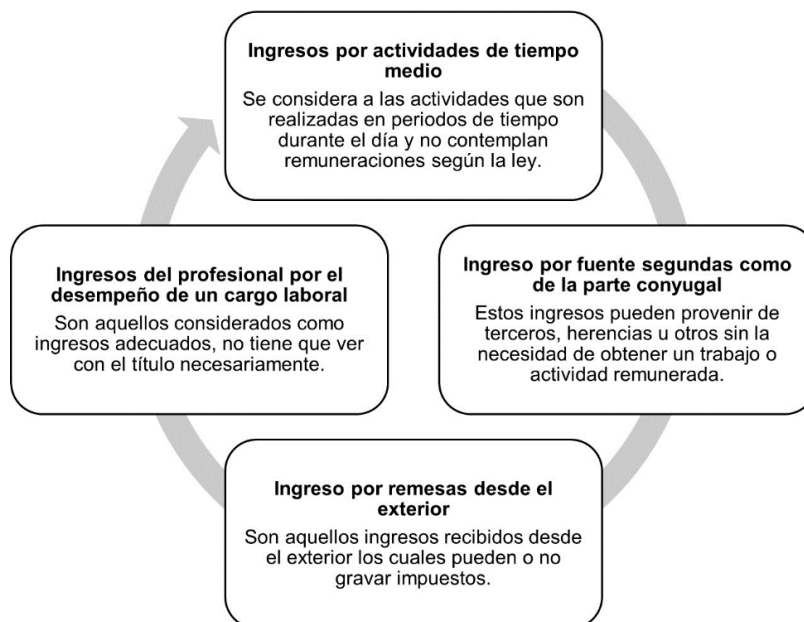 Ingresos por actividades de tiempo
medio
Se considera a las actividades que son
realizadas en periodos de tiempo
durante el día y no contemplan
remuneraciones según la ley.
Ingreso por fuente segundas como
de la parte conyugal
Estos ingresos pueden provenir de
terceros, herencias u otros sin la
necesidad de obtener un trabajo o
actividad remunerada.
Ingreso por remesas desde el
exterior
Son aquellos ingresos recibidos desde
el exterior los cuales pueden o no
gravar impuestos.
Ingresos del profesional por el
desempeño de un cargo laboral
Son aquellos considerados como
ingresos adecuados, no tiene que ver
con el título necesariamente.